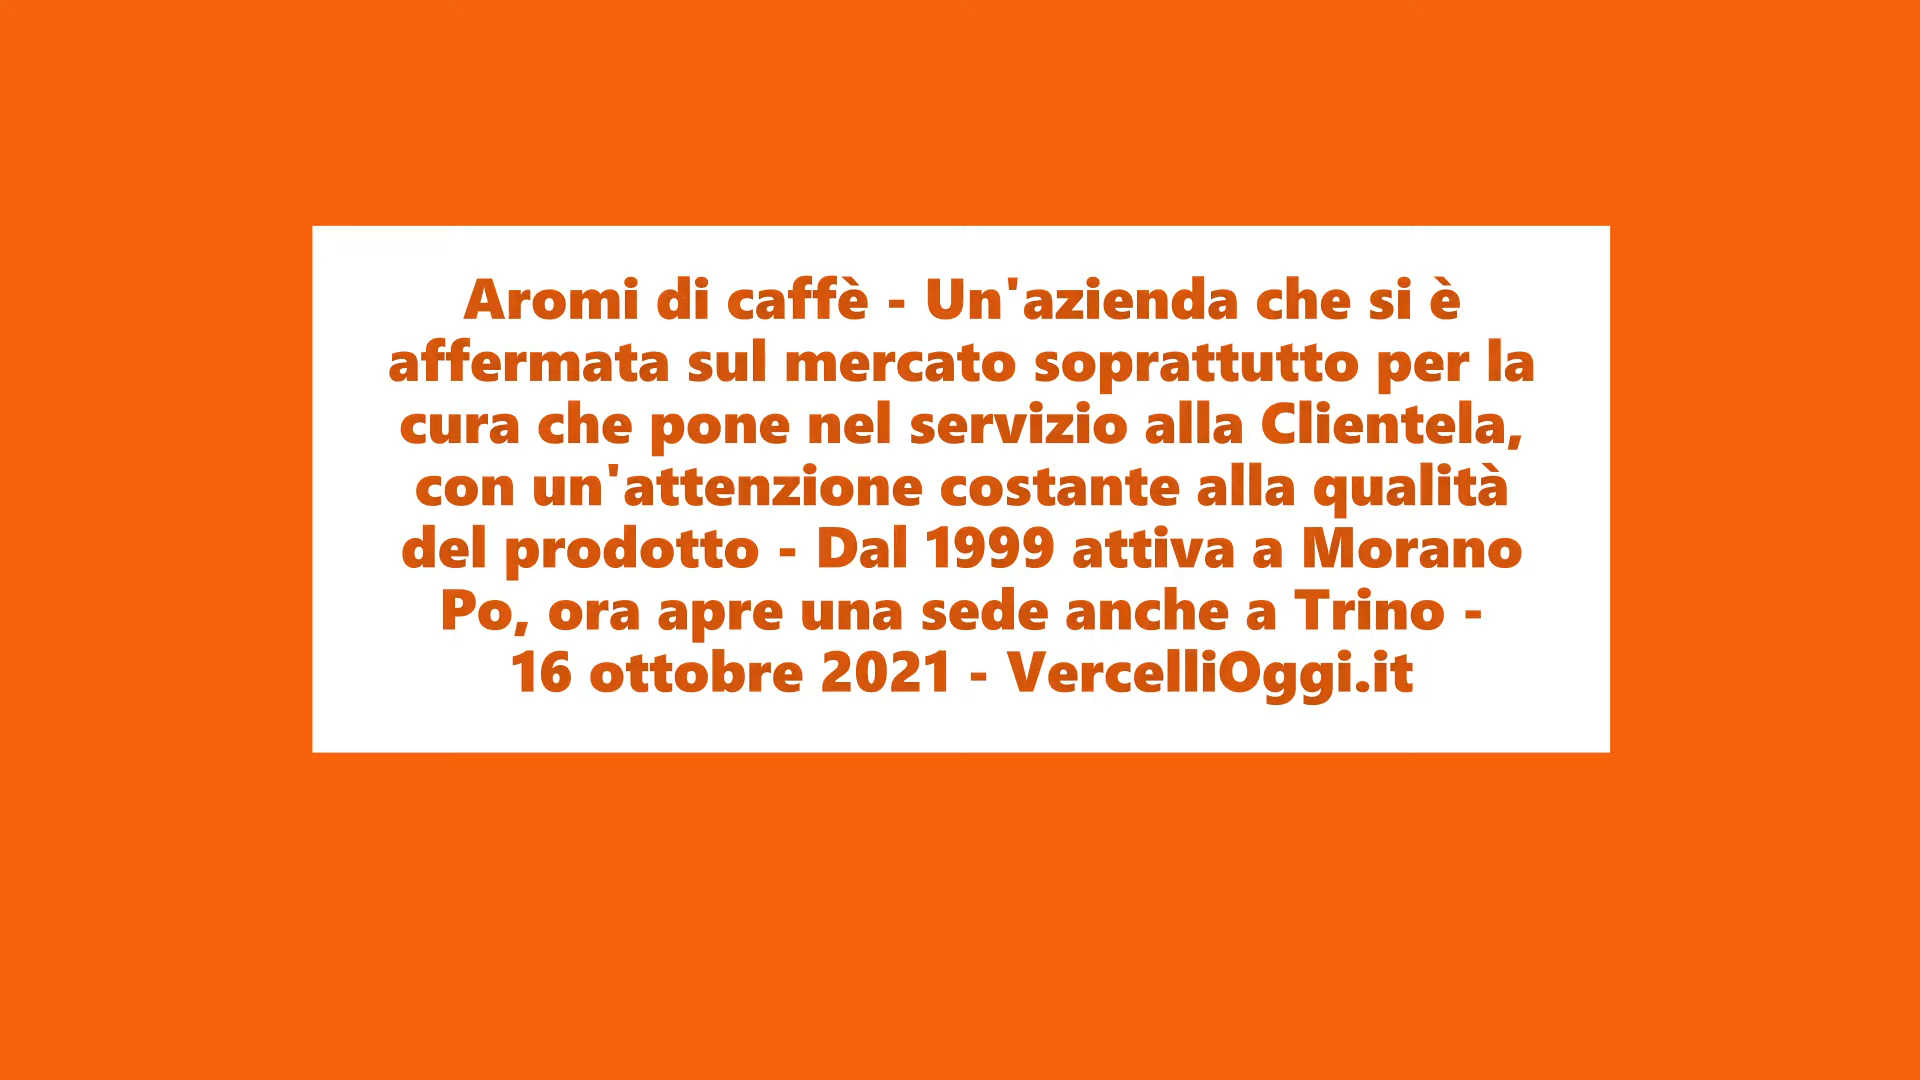 Aromi di caffè - Un'azienda che si è
affermata sul mercato soprattutto per la
cura che pone nel servizio alla Clientela,
con un'attenzione costante alla qualità
del prodotto - Dal 1999 attiva a Morano
Po, ora apre una sede anche a Trino -
16 ottobre 2021 - VercelliOggi.it